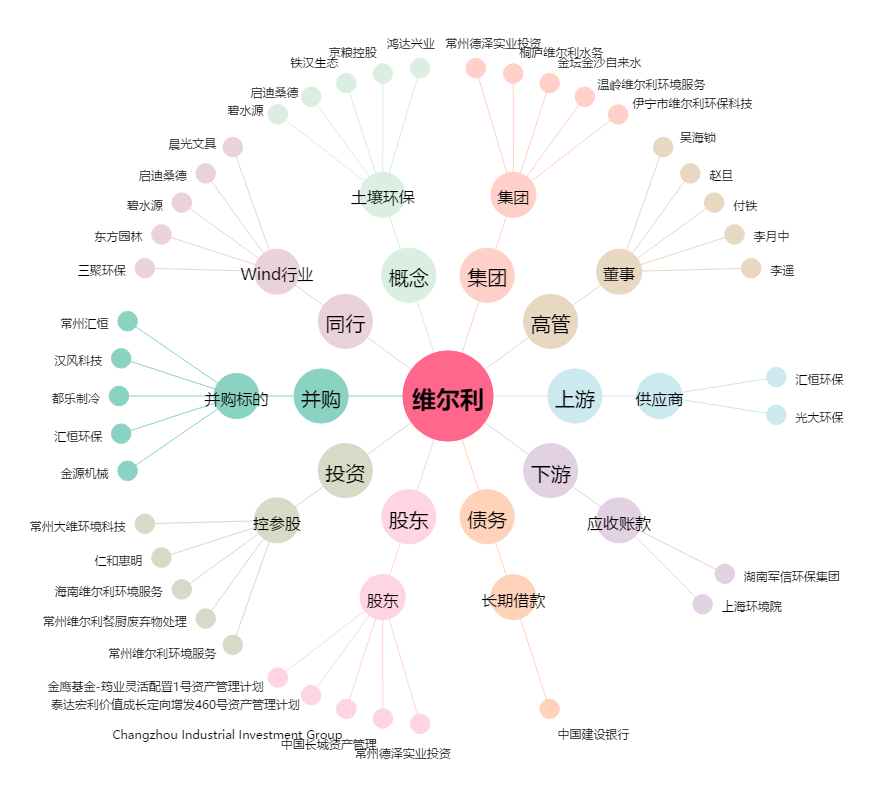 鸿达兴业
京粮控股
铁汉生态
启迪桑德
碧水源
土壤环保
概念
常州德泽实业投资
桐庐维尔利水务
金坛金沙自来水
温岭维尔利环境服务
伊宁市维尔利环保科技
集团
集团
晨光文具
启迪桑德
碧水源
东方园林
三聚环保
Wind行业
同行
吴海锁
赵旦
付铁
李月中
李遥
董事
高管
常州汇恒
汉风科技
都乐制冷
汇恒环保
金源机械
并购标的
并购
维尔利
上游
供应商
汇恒环保
光大环保
投资
控参股
常州大维环境科技
仁和惠明
海南维尔利环境服务
常州维尔利餐厨废弃物处理
常州维尔利环境服务
下游
应收账款
湖南军信环保集团
上海环境院
股东
股东
金鹰基金-筠业灵活配置1号资产管理计划
泰达宏利价值成长定向增发460号资产管理计划
Changzhou Industrial Investment Group
中国长城资产管理
常州德泽实业投资
债务
长期借款
中国建设银行